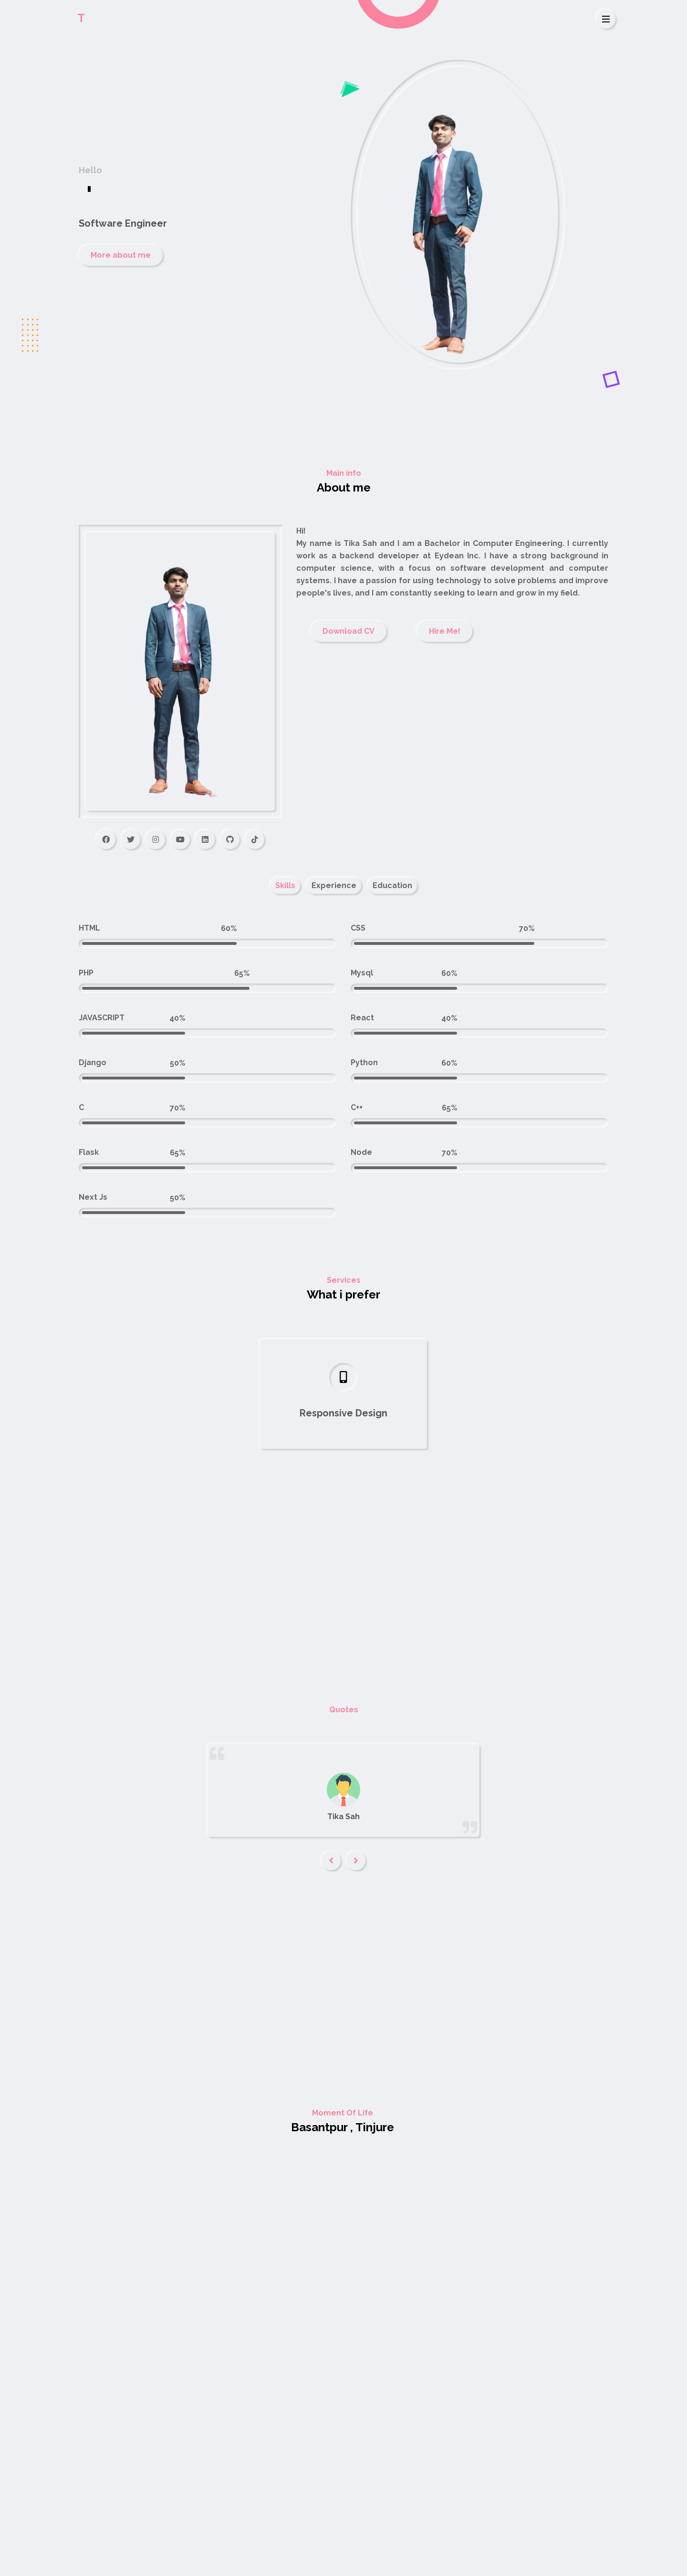 T
Hello
Software Engineer
More about me
Main info
About me
Hi!
My name is Tika Sah and I am a Bachelor in Computer Engineering. I currently
work as a backend developer at Eydean Inc. I have a strong background in
computer science, with a focus on software development and computer
systems. I have a passion for using technology to solve problems and improve
people's lives, and I am constantly seeking to learn and grow in my field.
Download CV
Hire Me!
Skills
Experience
Education
HTML 60%
CSS 70%
PHP 65%
Mysql 60%
JAVASCRIPT 40%
React 40%
Django 50%
Python 60%
C 70%
C++ 65%
Flask 65%
Node 70%
Next Js 50%
Services
What i prefer
Responsive Design
Quotes
Tika Sah
Moment Of Life
Basantpur , Tinjure